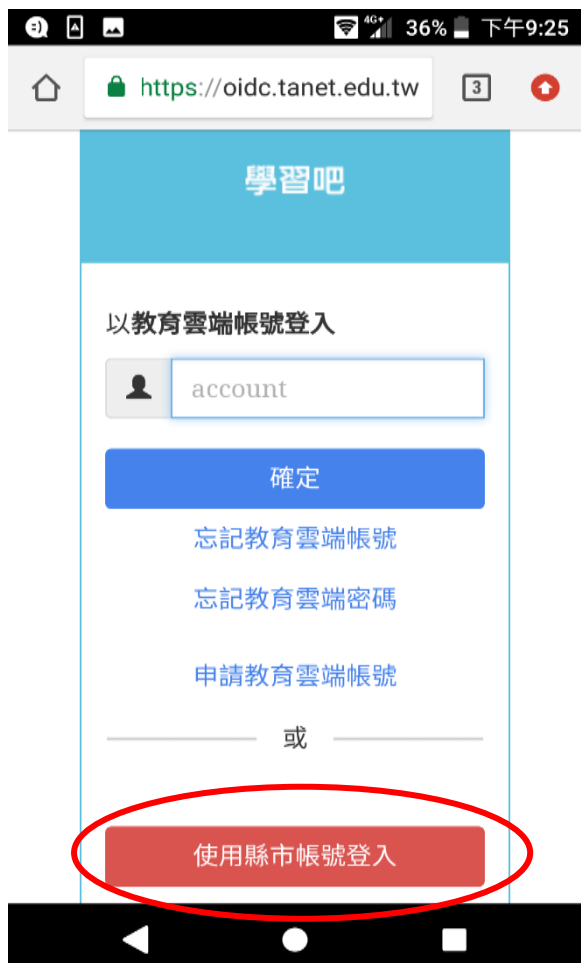 4G+ 36% 下午9:25
https://oidc.tanet.edu.tw 3
學習吧
以教育雲端帳號登入
account
確定
忘記教育雲端帳號
忘記教育雲端密碼
申請教育雲端帳號
或
使用縣市帳號登入